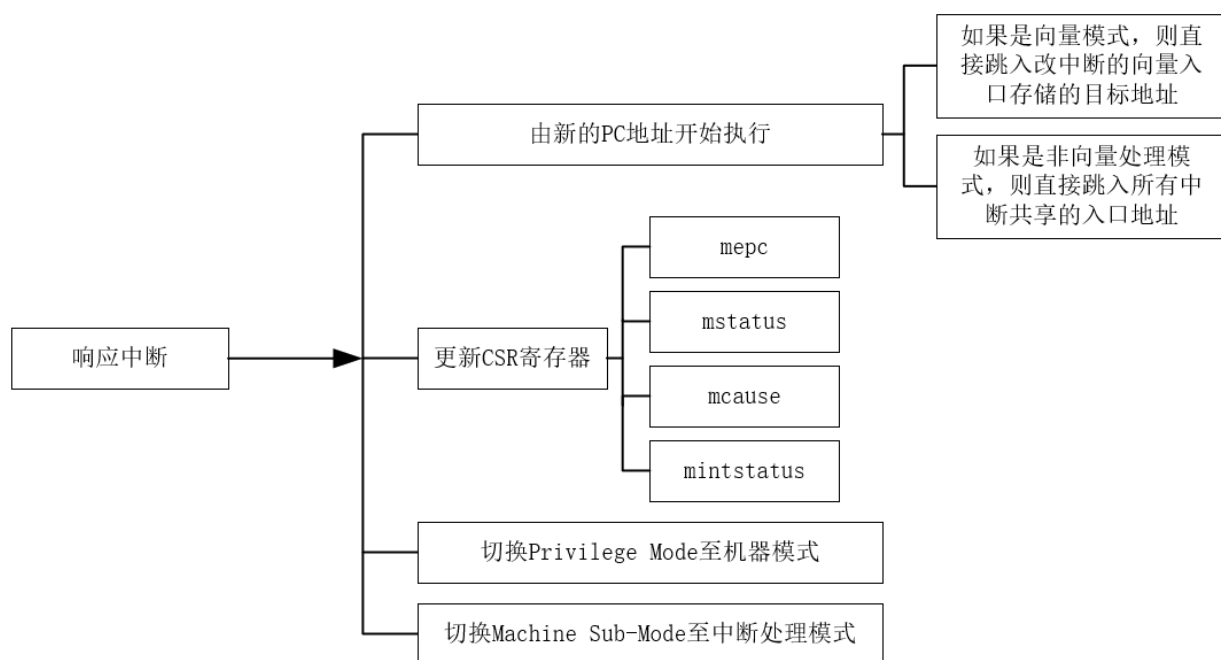 如果是向量模式，则直
接跳入改中断的向量入
口存储的目标地址
由新的PC地址开始执行
如果是非向量处理模
式，则直接跳入所有中
断共享的入口地址
mepc
mstatus
响应中断
更新CSR寄存器
mcause
mintstatus
切换Privilege Mode至机器模式
切换Machine Sub-Mode至中断处理模式